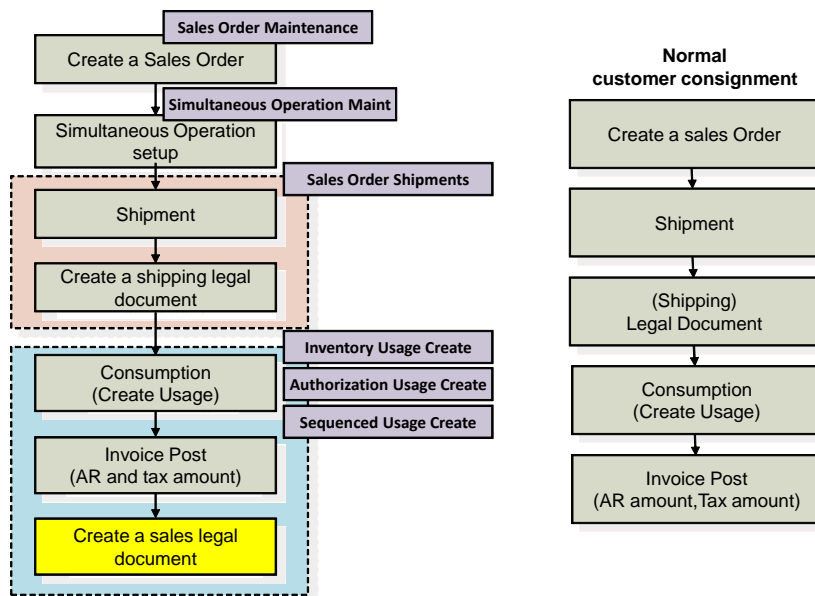 Sales Order Maintenance
Create a Sales Order
Simultaneous Operation Maint
Simultaneous Operation
setup
Sales Order Shipments
Shipment
Create a shipping legal
document
Inventory Usage Create
Consumption
(Create Usage)
Authorization Usage Create
Sequenced Usage Create
Invoice Post
(AR and tax amount)
Create a sales legal
document
Normal
customer consignment
Create a sales Order
Shipment
(Shipping)
Legal Document
Consumption
(Create Usage)
Invoice Post
(AR amount,Tax amount)